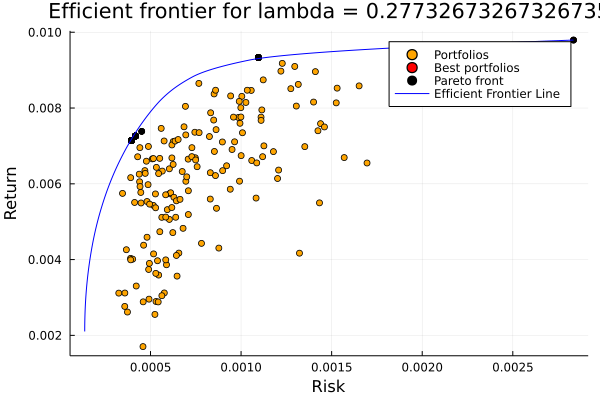 Efficient frontier for lambda = 0.2773267326732673
0.010
0.008
0.006
0.004
0.002
Return
Portfolios
Best portfolios
Pareto front
Efficient Frontier Line
0.0005 0.0010 0.0015 0.0020 0.0025
Risk